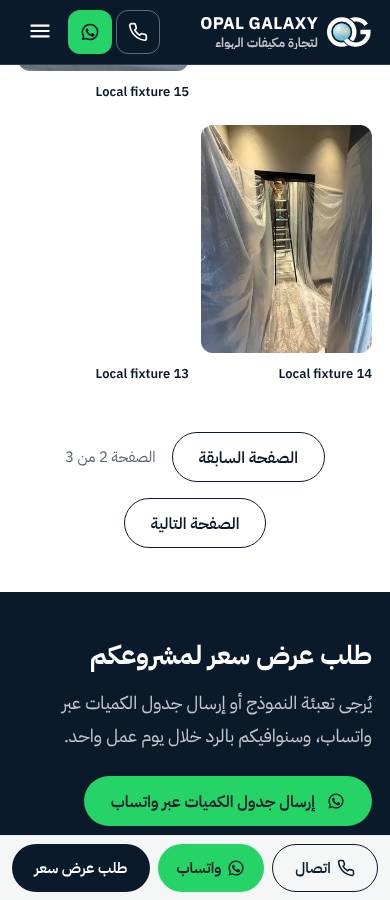 OPAL GALAXY
لتجارة مكيفات الهواء
Local fixture 15
Local fixture 14
Local fixture 13
الصفحة السابقة
الصفحة 2 من 3
الصفحة التالية
طلب عرض سعر لمشروعكم
يُرجى تعبئة النموذج أو إرسال جدول الكميات عبر
واتساب، وسنوافيكم بالرد خلال يوم عمل واحد.
إرسال جدول الكميات عبر واتساب
اتصال
واتساب
طلب عرض سعر